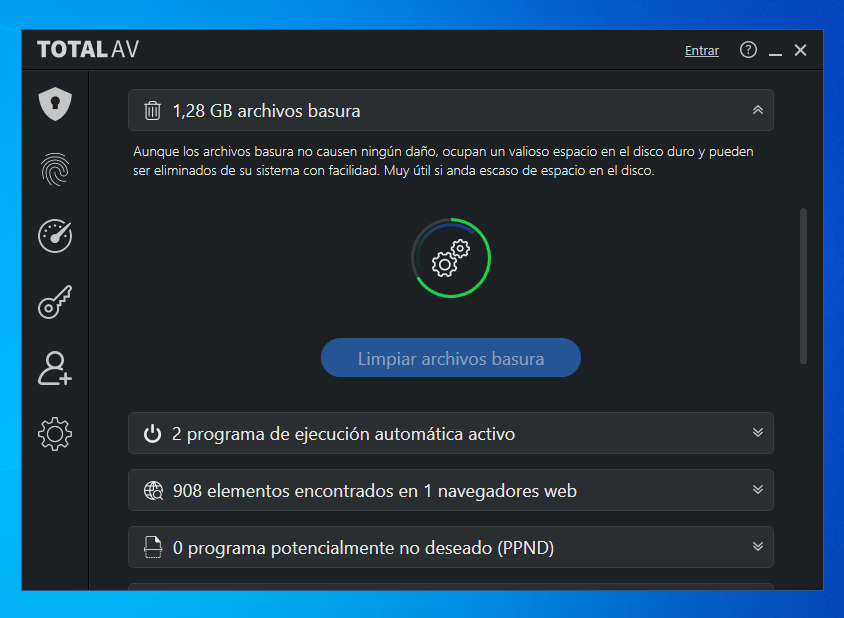 TOTAL AV
Entrar
1,28 GB archivos basura
Aunque los archivos basura no causen ningún daño, ocupan un valioso espacio en el disco duro y pueden
ser eliminados de su sistema con facilidad. Muy útil si anda escaso de espacio en el disco.
Limpiar archivos basura
2 programa de ejecución automática activo
908 elementos encontrados en 1 navegadores web
0 programa potencialmente no deseado (PPND)